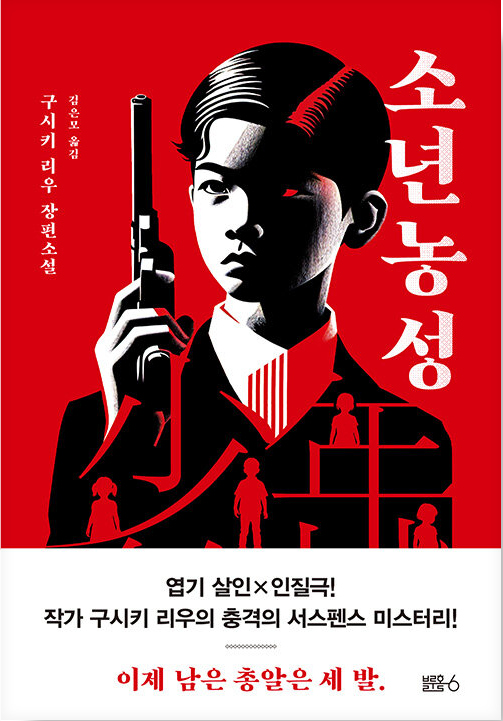 소년농성
구시키 리우 장편소설
김은모 옮김
少年
엽기 살인×인질극!
작가 구시키 리우의 충격의 서스펜스 미스터리!
이제 남은 총알은 세 발.
블루홀6